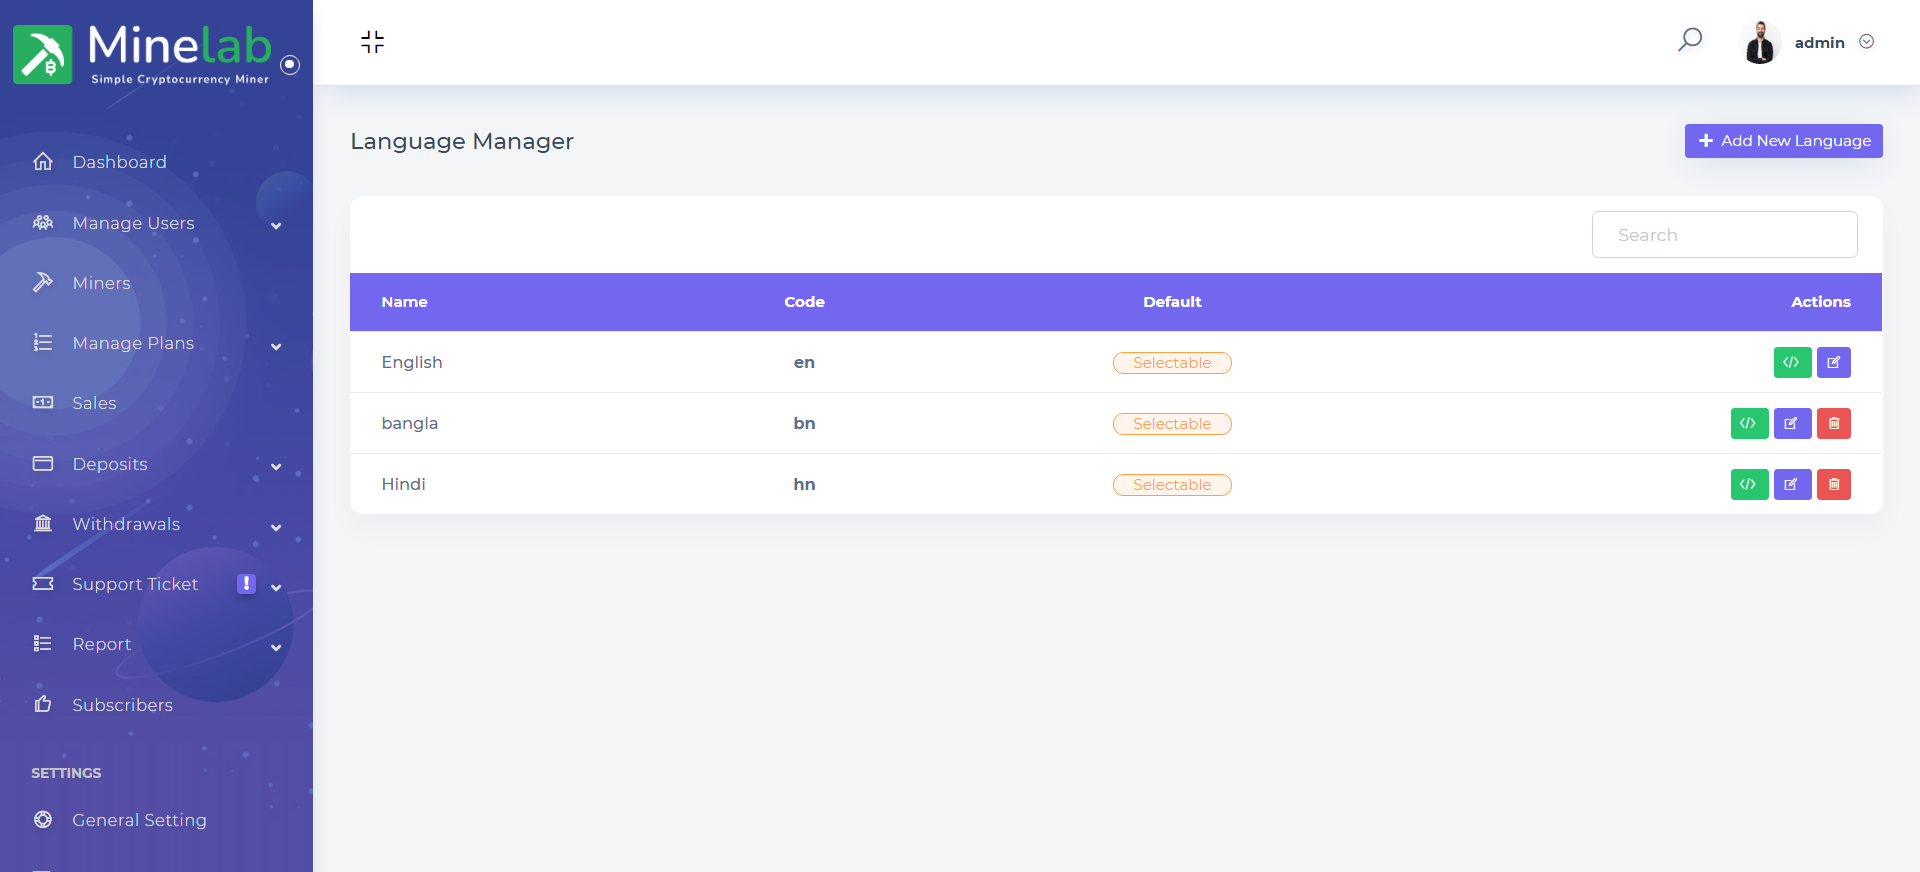 Minelab
Simple Cryptocurrency Miner
admin
Dashboard
Manage Users
Miners
Manage Plans
Sales
Deposits
Withdrawals
Support Ticket
Report
Subscribers
SETTINGS
General Setting
Language Manager
Add New Language
Search
Name Code Default Actions
English en Selectable
bangla bn Selectable
Hindi hn Selectable